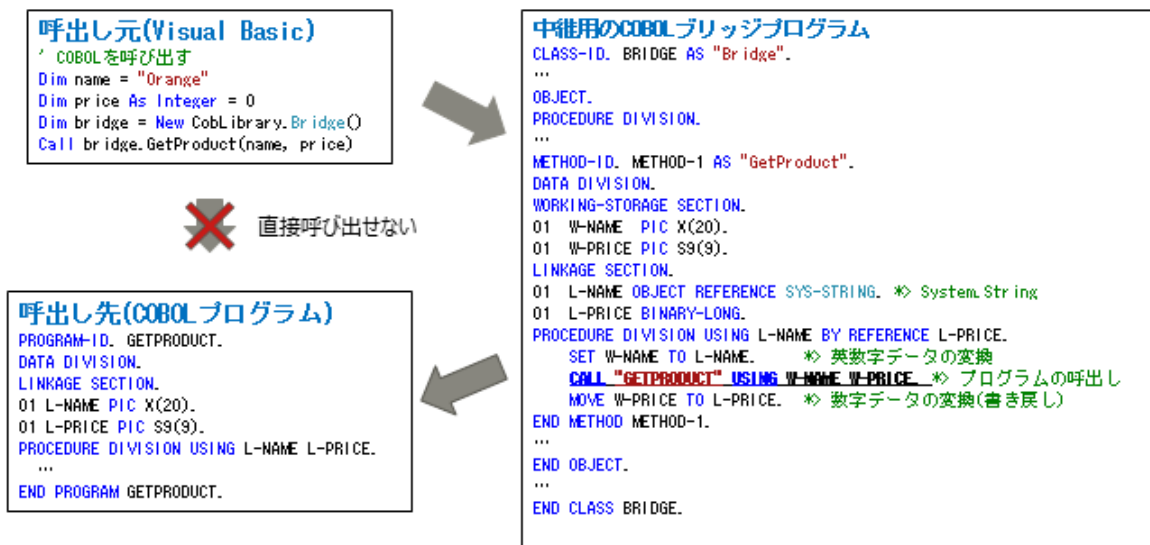 呼出し元(Visual Basic)
' COBOLを呼び出す
Dim name = "Orange"
Dim price As Integer = 0
Dim bridge = New CobLibrary.Bridge()
Call bridge.GetProduct(name, price)
直接呼び出せない
呼出し先(COBOLプログラム)
PROGRAM-ID. GETPRODUCT.
DATA DIVISION.
LINKAGE SECTION.
01 L-NAME PIC X(20).
01 L-PRICE PIC S9(9).
PROCEDURE DIVISION USING L-NAME L-PRICE.
…
END PROGRAM GETPRODUCT.
中継用のCOBOLブリッジプログラム
CLASS-ID. BRIDGE AS "Bridge".
…
OBJECT.
PROCEDURE DIVISION.
…
METHOD-ID. METHOD-1 AS "GetProduct".
DATA DIVISION.
WORKING-STORAGE SECTION.
01 W-NAME PIC X(20).
01 W-PRICE PIC S9(9).
LINKAGE SECTION.
01 L-NAME OBJECT REFERENCE SYS-STRING. *> System.String
01 L-PRICE BINARY-LONG.
PROCEDURE DIVISION USING L-NAME BY REFERENCE L-PRICE.
SET W-NAME TO L-NAME. *> 英数字データの変換
CALL "GETPRODUCT" USING W-NAME W-PRICE. *> プログラムの呼出し
MOVE W-PRICE TO L-PRICE. *> 数字データの変換(書き戻し)
END METHOD METHOD-1.
…
END OBJECT.
…
END CLASS BRIDGE.